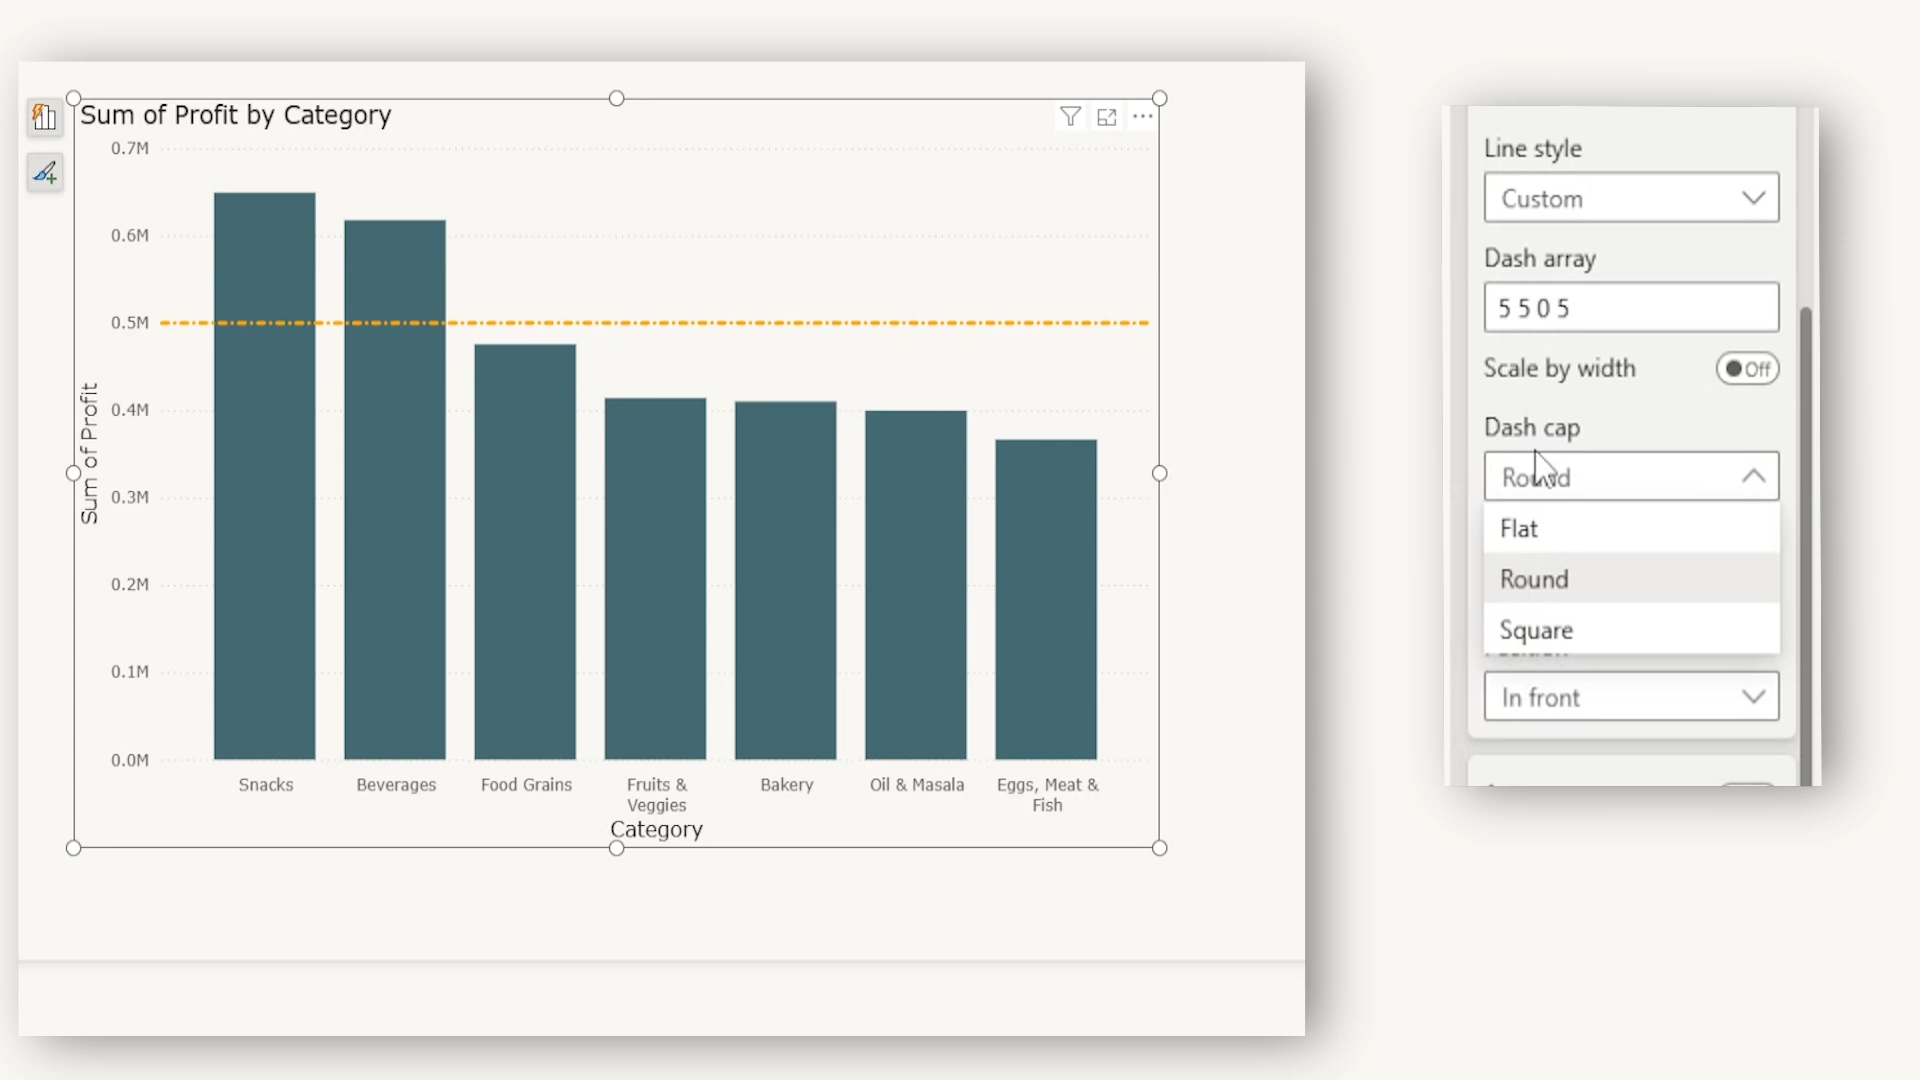 Sum of Profit by Category
0.7M
0.6M
0.5M
0.4M
0.3M
0.2M
0.1M
0.0M
Sum of Profit
Snacks
Beverages
Food Grains
Fruits &
Veggies
Bakery
Oil & Masala
Eggs, Meat &
Fish
Category
Line style
Custom
Dash array
5 5 0 5
Scale by width
Off
Dash cap
Round
Flat
Round
Square
In front